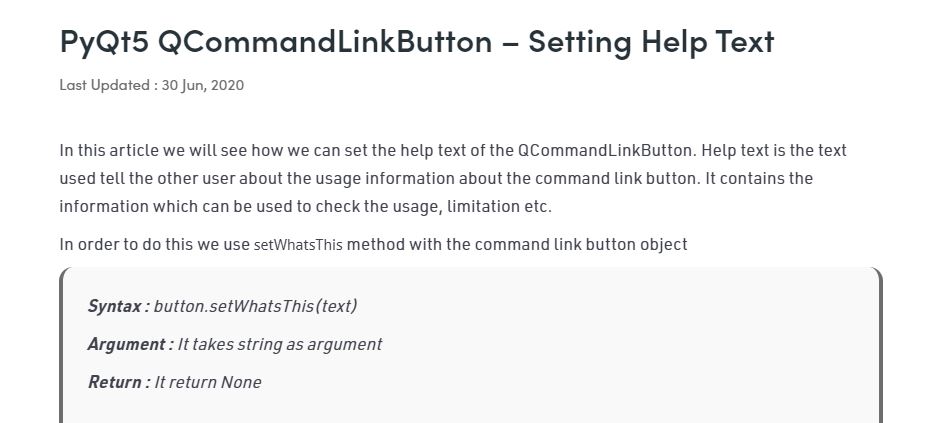 PyQt5 QCommandLinkButton – Setting Help Text
Last Updated : 30 Jun, 2020
In this article we will see how we can set the help text of the QCommandLinkButton. Help text is the text
used tell the other user about the usage information about the command link button. It contains the
information which can be used to check the usage, limitation etc.
In order to do this we use setWhatsThis method with the command link button object
Syntax : button.setWhatsThis(text)
Argument : It takes string as argument
Return : It return None